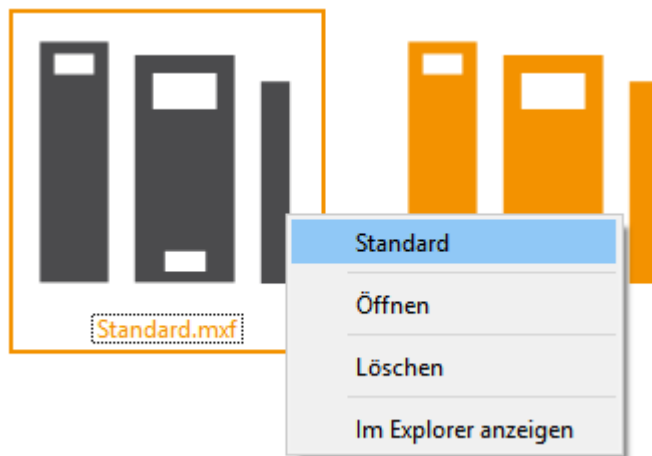 Standard.mxf
Standard
Öffnen
Löschen
Im Explorer anzeigen